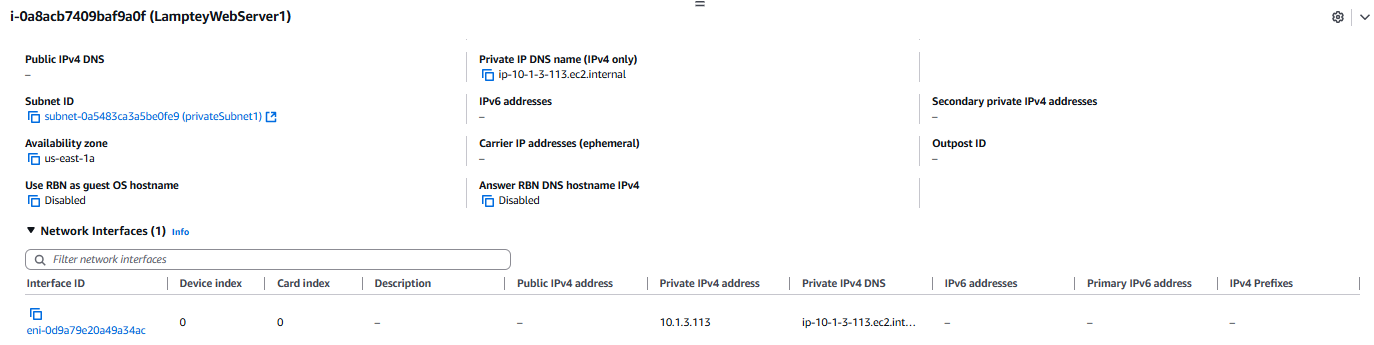 i-0a8acb7409baf9a0f (LampteyWebServer1)
Public IPv4 DNS
–
Private IP DNS name (IPv4 only)
ip-10-1-3-113.ec2.internal
Subnet ID
subnet-0a5483ca3a5be0fe9 (privateSubnet1)
IPv6 addresses
–
Secondary private IPv4 addresses
–
Availability zone
us-east-1a
Carrier IP addresses (ephemeral)
–
Outpost ID
–
Use RBN as guest OS hostname
Disabled
Answer RBN DNS hostname IPv4
Disabled
Network Interfaces (1) Info
Filter network interfaces
Interface ID Device index Card index Description Public IPv4 address Private IPv4 address Private IPv4 DNS IPv6 addresses Primary IPv6 address IPv4 Prefixes
eni-0d9a79e20a49a34ac 0 0 – – 10.1.3.113 ip-10-1-3-113.ec2.int... – – –